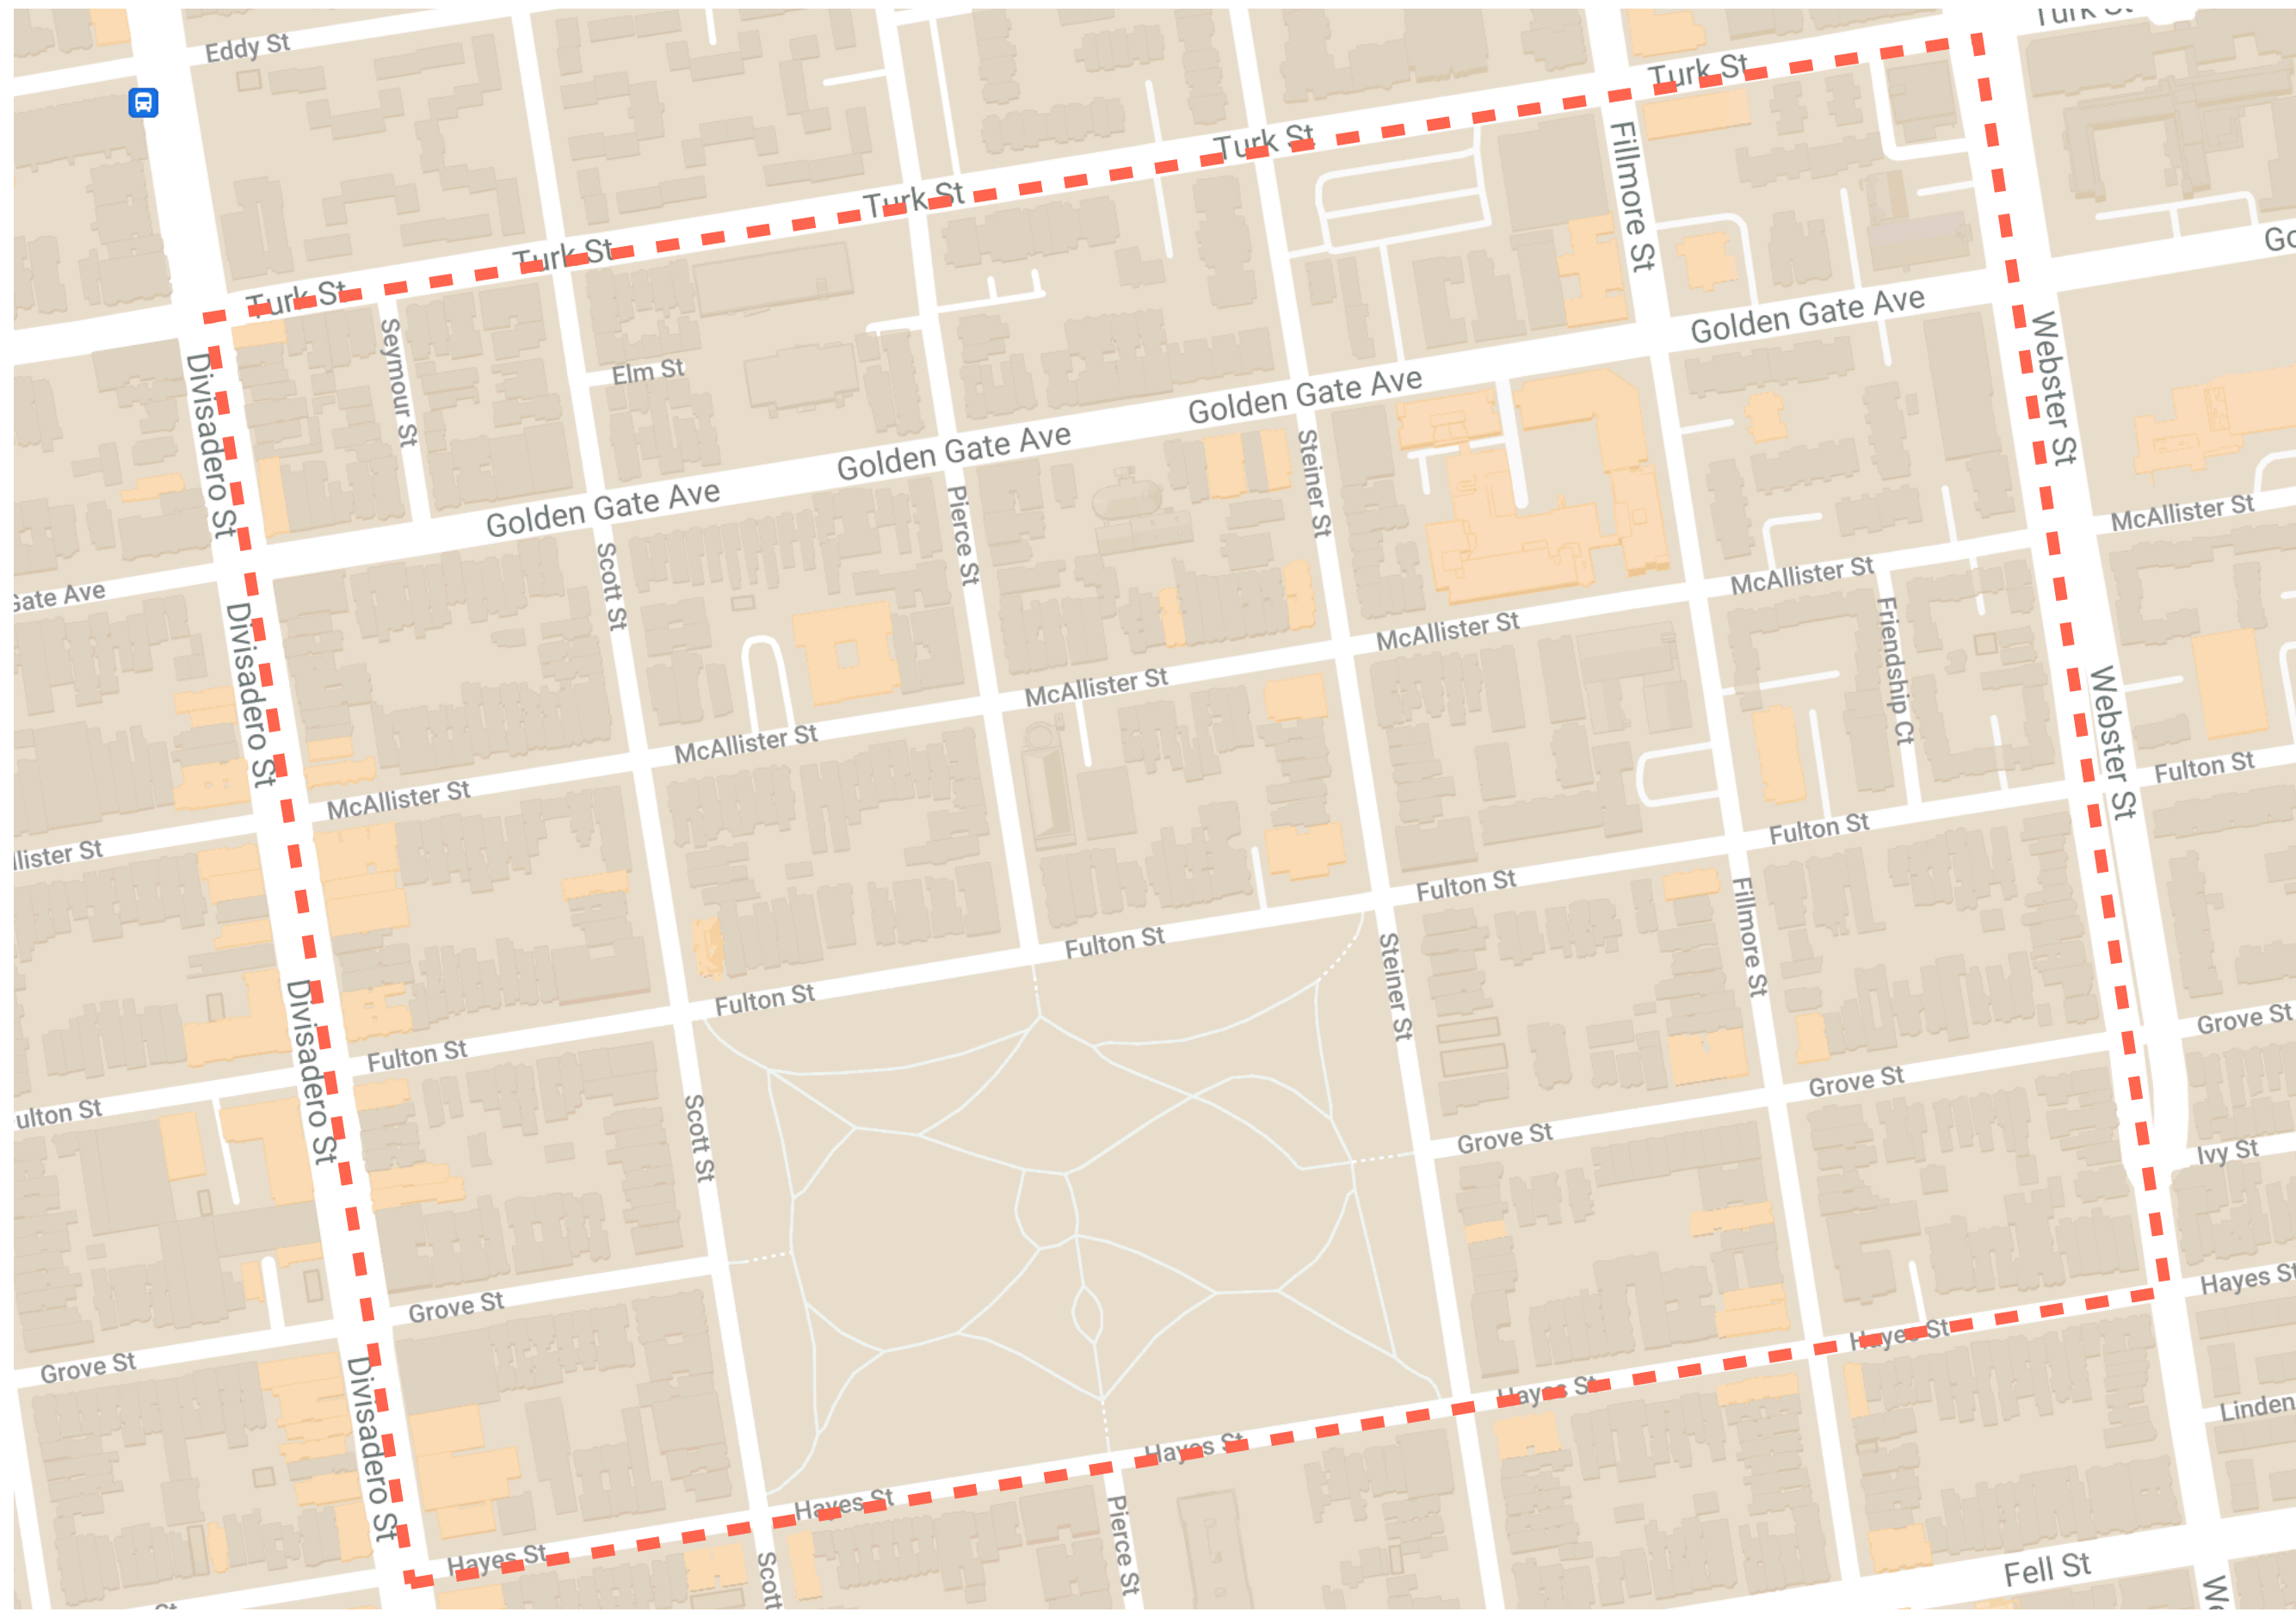 Turk St
Eddy St
Turk St
Turk St
Fillmore St
Turk St
Go
Turk St
Turk St
Golden Gate Ave
Webster St
Seymour St
Divisadero St
Elm St
Golden Gate Ave
Golden Gate Ave
Steiner St
Golden Gate Ave
Pierce St
McAllister St
Scott St
McAllister St
Gate Ave
Friendship Ct
Divisadero St
McAllister St
McAllister St
Webster St
McAllister St
Fulton St
McAllister St
Fulton St
llister St
Fulton St
Fillmore St
Fulton St
Steiner St
Fulton St
Divisadero St
Grove St
Fulton St
Grove St
ulton St
Scott St
Grove St
Ivy St
Hayes St
Grove St
Hayes St
Grove St
Divisadero St
Hayes St
Linden
Hayes St
Hayes St
Pierce St
Hayes St
Scott
Fell St
We
St